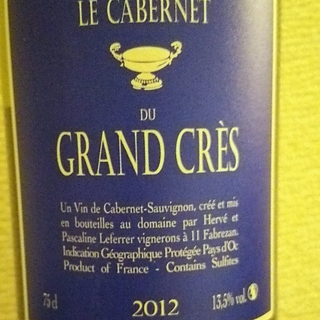 LE CABERNET
DU
GRAND CRÈS
Un Vin de Cabernet-Sauvignon, créé et mis
en bouteilles au domaine par Hervé et
Pascaline Leferrer vignerons à 11 Fabrezan.
Indication Géographique Protégée Pays d'Oc
Product of France - Contains Sulfites
75 cl
2012
13,5% vol.